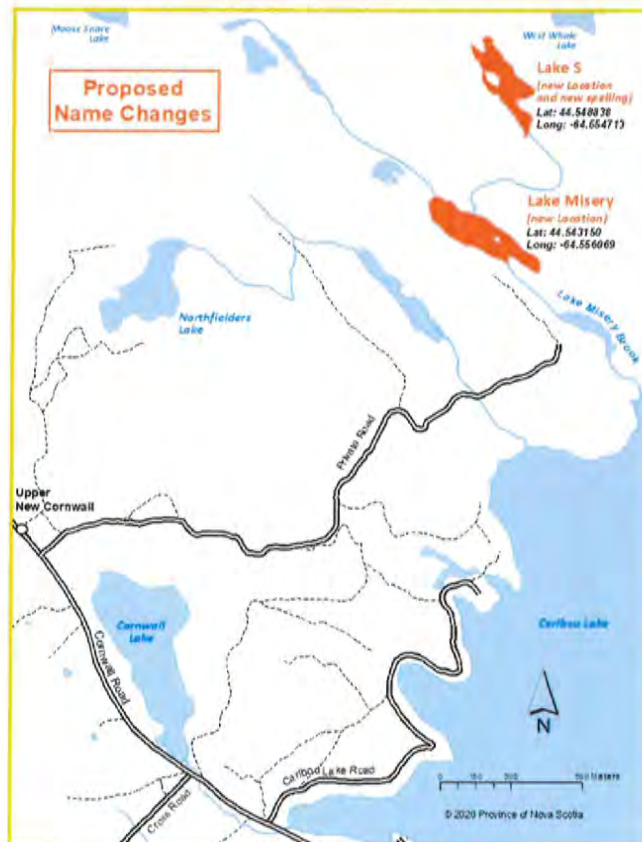 Moose Snare
Lake
West Whale
Lake
Proposed
Name Changes
Lake S
(new Location
and new spelling)
Lat: 44.548838
Long: -64.554713
Lake Misery
(new Location)
Lat: 44.543150
Long: -64.556069
Northfielders
Lake
Lake Misery Brook
Private Road
Upper
New Cornwall
Cornwall
Lake
Cornwall Road
Caribou Lake
N
Caribou Lake Road
Cross Road
0
500 Meters
© 2020 Province of Nova Scotia